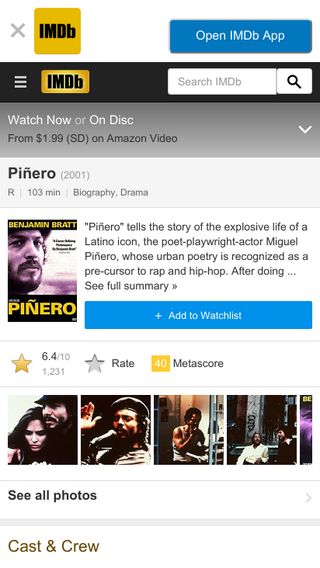 IMDb
Open IMDb App
IMDb
Search IMDb
Watch Now or On Disc
From $1.99 (SD) on Amazon Video
Piñero (2001)
R | 103 min | Biography, Drama
BENJAMIN BRATT
PIÑERO
"Piñero" tells the story of the explosive life of a
Latino icon, the poet-playwright-actor Miguel
Piñero, whose urban poetry is recognized as a
pre-cursor to rap and hip-hop. After doing ...
See full summary »
+ Add to Watchlist
6.4/10
1,231
Rate
40 Metascore
See all photos
Cast & Crew